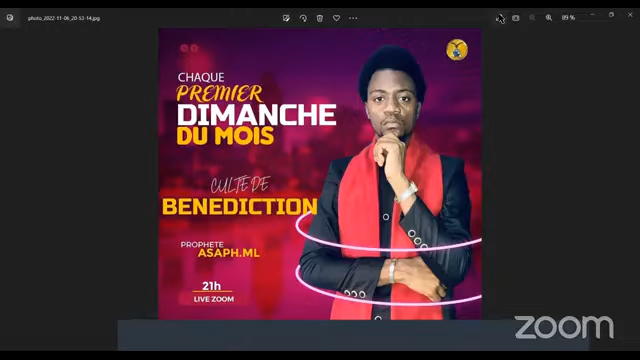 photo_2022-11-06_20-53-14.jpg
89 %
CHAQUE
PREMIER
DIMANCHE
DU MOIS
CULTE DE
BENEDICTION
PROPHETE
ASAPH.ML
21h
LIVE ZOOM
zoom